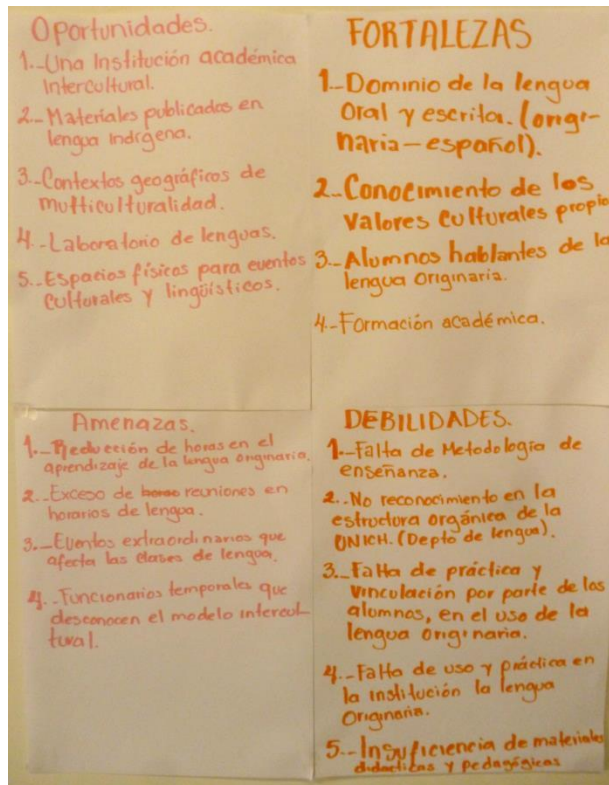 Oportunidades.
1.-Una Institución académica
Intercultural.
2.-Materiales publicados en
lengua indígena.
3.-Contextos geográficos de
multiculturalidad.
4.-Laboratorio de lenguas.
5.-Espacios físicos para eventos
culturales y lingüísticos.
FORTALEZAS
1.-Dominio de la lengua
Oral y escrita. (origi-
naria-español).
2.-Conocimiento de los
valores culturales propio
3.-Alumnos hablantes de la
lengua originaria.
4.-Formación académica.
Amenazas.
1.-Reducción de horas en el
aprendizaje de la lengua originaria.
2.-Exceso de reuniones en
horarios de lengua.
3.-Eventos extraordinarios que
afecta las clases de lengua.
4.-Funcionarios temporales que
desconocen el modelo intercul-
tural.
DEBILIDADES.
1.-Falta de Metodología de
enseñanza.
2.-No reconocimiento en la
estructura orgánica de la
UNICH. (Depto de lengua).
3.-Falta de práctica y
vinculación por parte de los
alumnos, en el uso de la
lengua originaria.
4.-Falta de uso y práctica en
la institución la lengua
Originaria.
5.-Insuficiencia de materiales
didacticas y pedagógicas